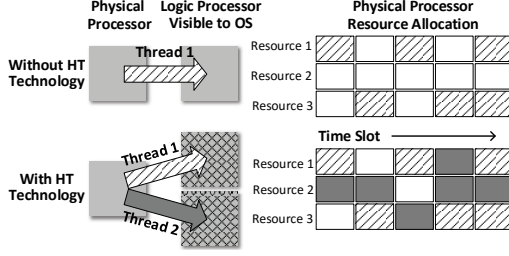 Physical
Processor
Logic Processor
Visible to OS
Physical Processor
Resource Allocation
Without HT
Technology
Thread 1
Resource 1
Resource 2
Resource 3
Time Slot
With HT
Technology
Thread 1
Thread 2
Resource 1
Resource 2
Resource 3